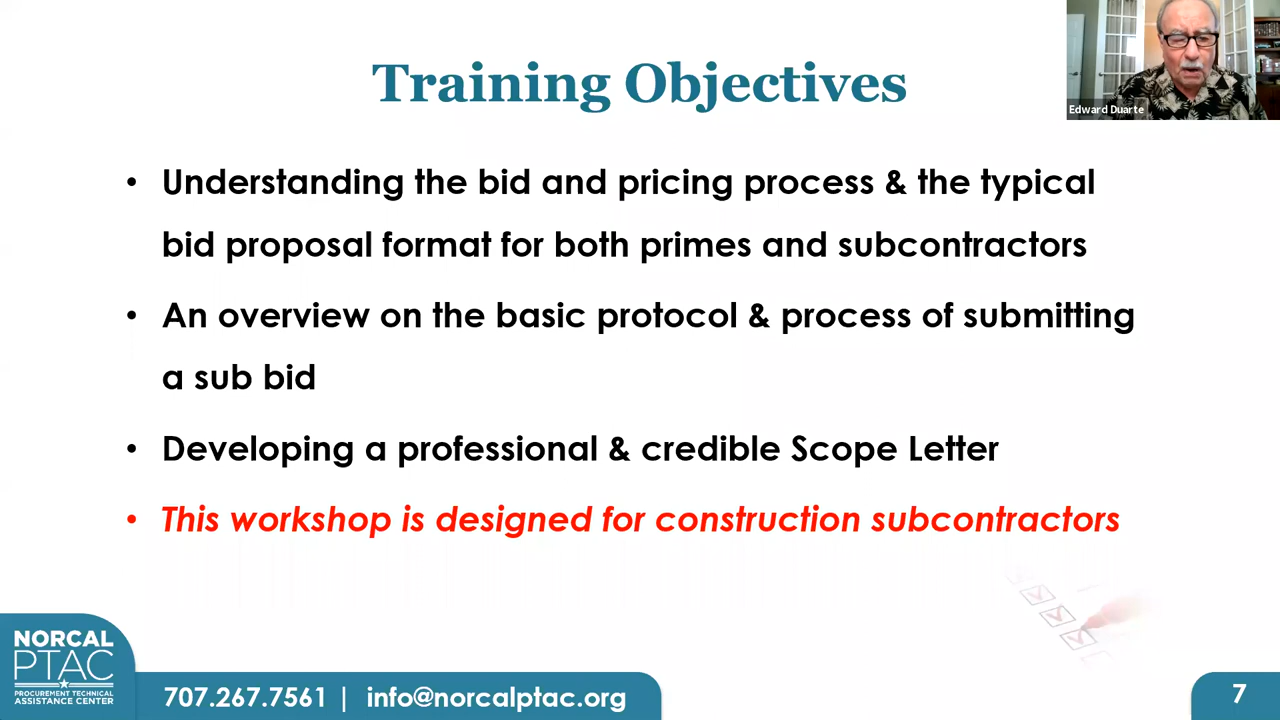 Training Objectives
Edward Duarte
• Understanding the bid and pricing process & the typical
bid proposal format for both primes and subcontractors
• An overview on the basic protocol & process of submitting
a sub bid
• Developing a professional & credible Scope Letter
• This workshop is designed for construction subcontractors
NORCAL
PTAC
PROCUREMENT TECHNICAL
ASSISTANCE CENTER
707.267.7561 | info@norcalptac.org
7